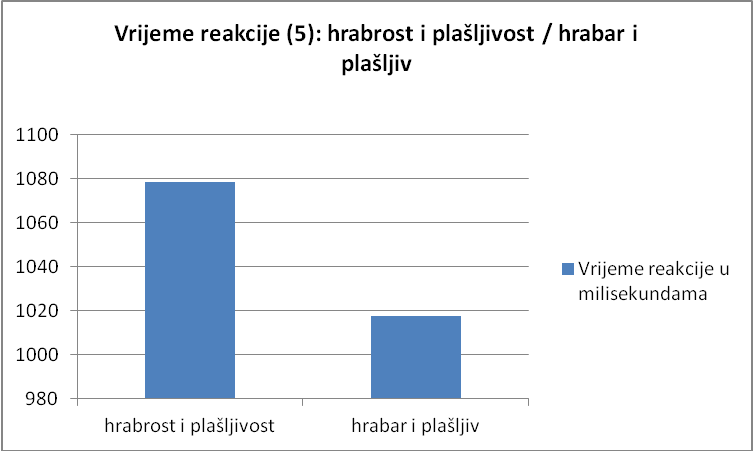 Vrijeme reakcije (5): hrabrost i plašljivost / hrabar i
plašljiv
1100
1080
1060
1040
1020
1000
980
hrabrost i plašljivost
hrabar i plašljiv
Vrijeme reakcije u
milisekundama